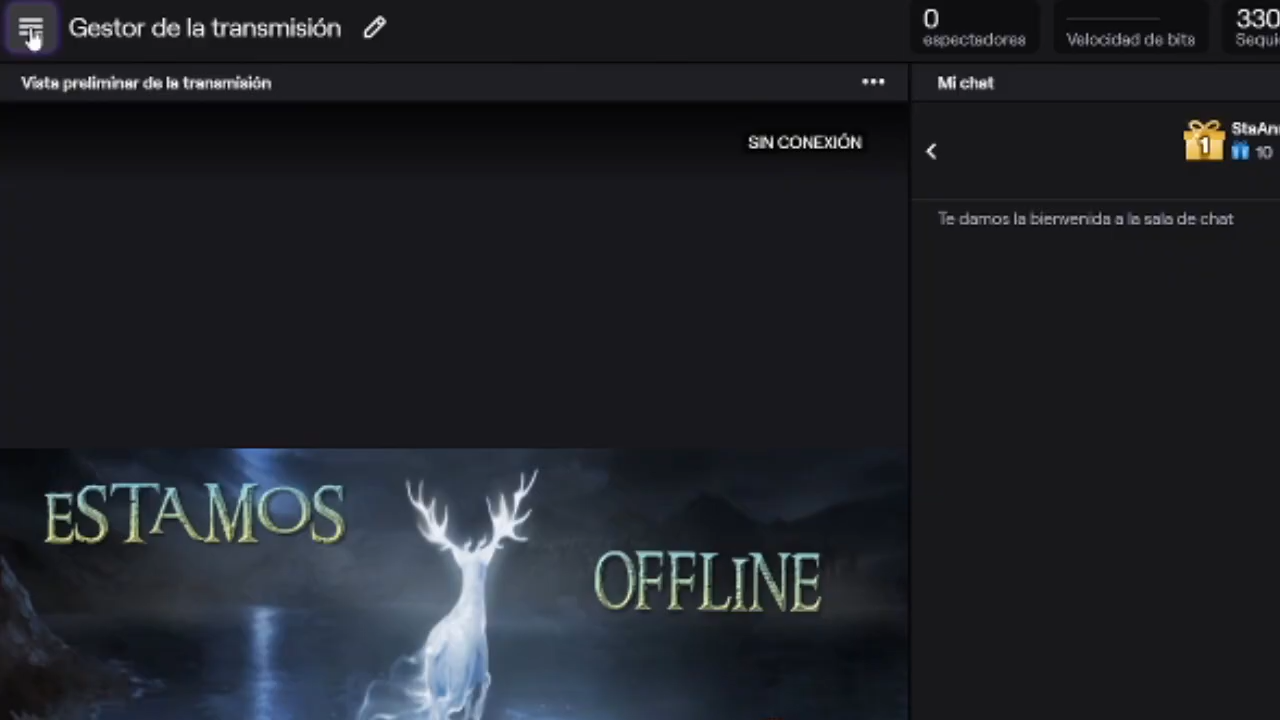 Gestor de la transmisión
0
espectadores
Velocidad de bits
330
Vista preliminar de la transmisión
Mi chat
SIN CONEXIÓN
1
10
Te damos la bienvenida a la sala de chat
ESTAMOS
OFFLINE